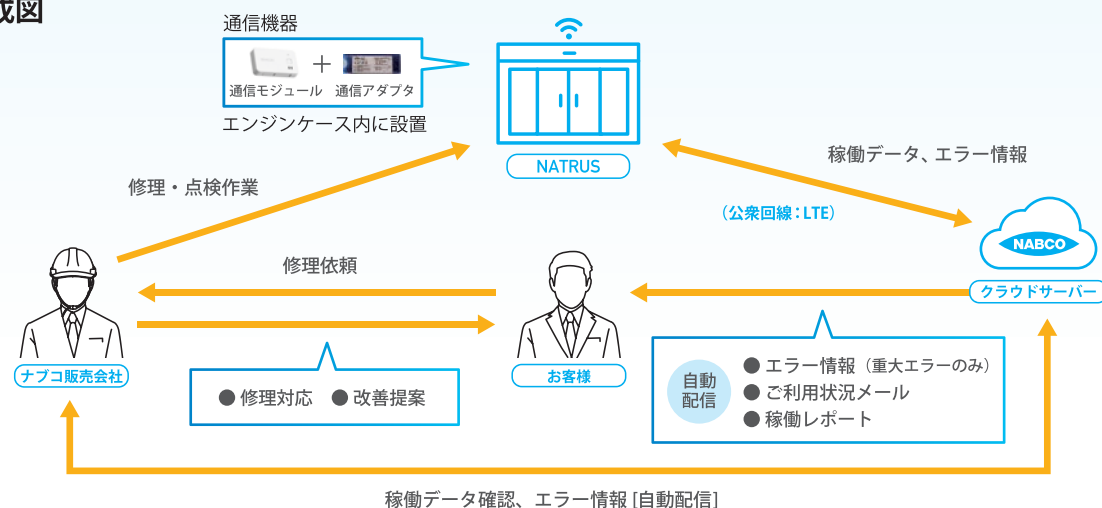 成図
通信機器
通信モジュール
通信アダプタ
エンジンケース内に設置
NATRUS
稼働データ、エラー情報
修理・点検作業
（公衆回線：LTE）
NABCO
クラウドサーバー
修理依頼
ナブコ販売会社
お客様
● 修理対応 ● 改善提案
自動
配信
● エラー情報（重大エラーのみ）
● ご利用状況メール
● 稼働レポート
稼働データ確認、エラー情報 [自動配信]